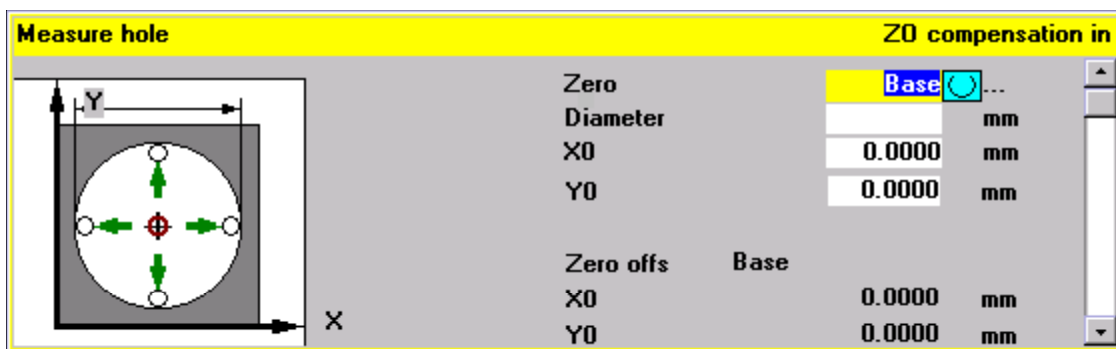 Measure hole ZO compensation in
Zero Base ...
Diameter mm
X0 0.0000 mm
Y0 0.0000 mm
Zero offs Base
X0 0.0000 mm
Y0 0.0000 mm
Y
X